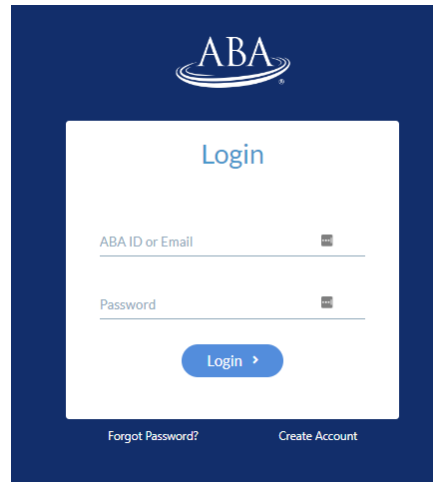 ABA
®
Login
ABA ID or Email
Password
Login >
Forgot Password? Create Account